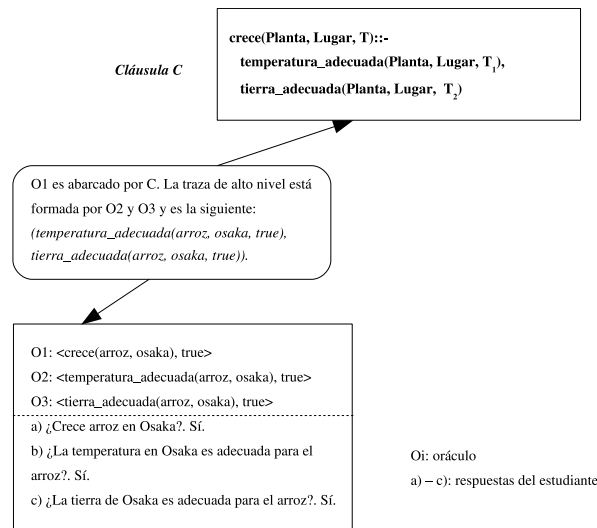 crece(Planta, Lugar, T)::-
Cláusula C
temperatura_adecuada(Planta, Lugar, T1),
tierra_adecuada(Planta, Lugar, T2)
O1 es abarcado por C. La traza de alto nivel está
formada por O2 y O3 y es la siguiente:
(temperatura_adecuada(arroz, osaka, true),
tierra_adecuada(arroz, osaka, true)).
O1: <crece(arroz, osaka), true>
O2: <temperatura_adecuada(arroz, osaka), true>
O3: <tierra_adecuada(arroz, osaka), true>
a) ¿Crece arroz en Osaka?. Sí.
b) ¿La temperatura en Osaka es adecuada para el
arroz?. Sí.
c) ¿La tierra de Osaka es adecuada para el arroz?. Sí.
Oi: oráculo
a) – c): respuestas del estudiante